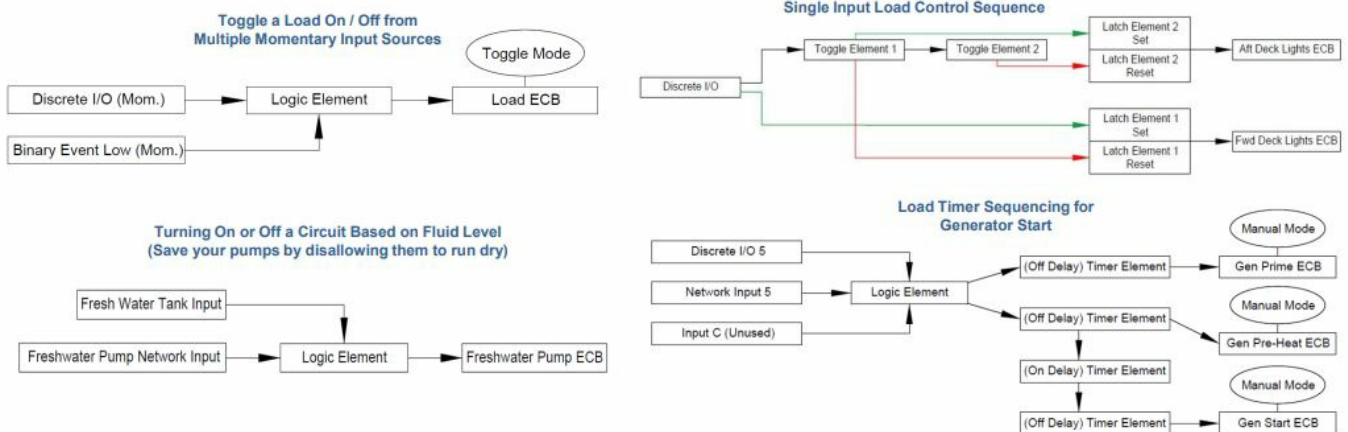 Toggle a Load On / Off from
Multiple Momentary Input Sources
Toggle Mode
Discrete I/O (Mom.)
Logic Element
Load ECB
Binary Event Low (Mom.)
Single Input Load Control Sequence
Latch Element 2
Set
Toggle Element 1
Toggle Element 2
Aft Deck Lights ECB
Latch Element 2
Reset
Discrete I/O
Latch Element 1
Set
Fwd Deck Lights ECB
Latch Element 1
Reset
Turning On or Off a Circuit Based on Fluid Level
(Save your pumps by disallowing them to run dry)
Fresh Water Tank Input
Freshwater Pump Network Input
Logic Element
Freshwater Pump ECB
Load Timer Sequencing for
Generator Start
Manual Mode
Discrete I/O 5
(Off Delay) Timer Element
Gen Prime ECB
Network Input 5
Logic Element
Manual Mode
Input C (Unused)
(Off Delay) Timer Element
Gen Pre-Heat ECB
(On Delay) Timer Element
Manual Mode
(Off Delay) Timer Element
Gen Start ECB